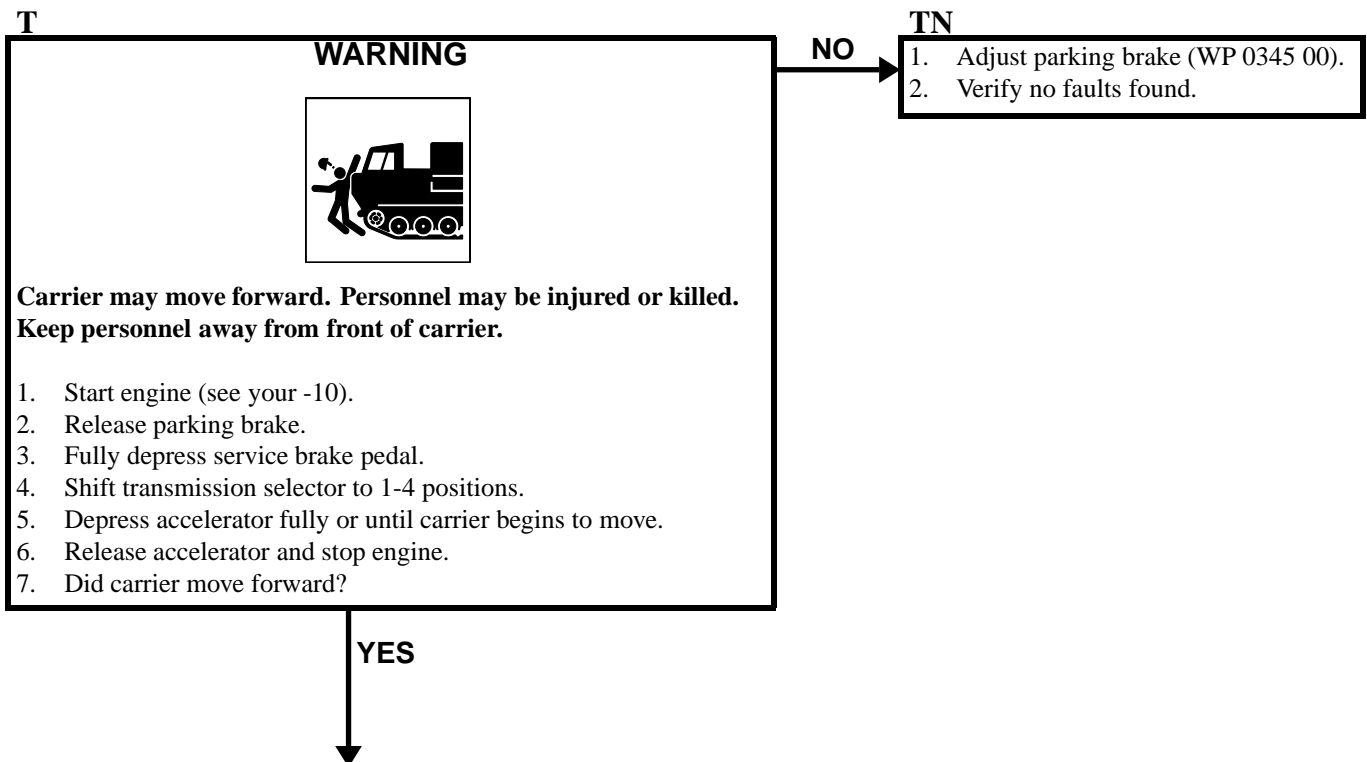 T
WARNING
Carrier may move forward. Personnel may be injured or killed.
Keep personnel away from front of carrier.
1. Start engine (see your -10).
2. Release parking brake.
3. Fully depress service brake pedal.
4. Shift transmission selector to 1-4 positions.
5. Depress accelerator fully or until carrier begins to move.
6. Release accelerator and stop engine.
7. Did carrier move forward?
NO
TN
1. Adjust parking brake (WP 0345 00).
2. Verify no faults found.
YES